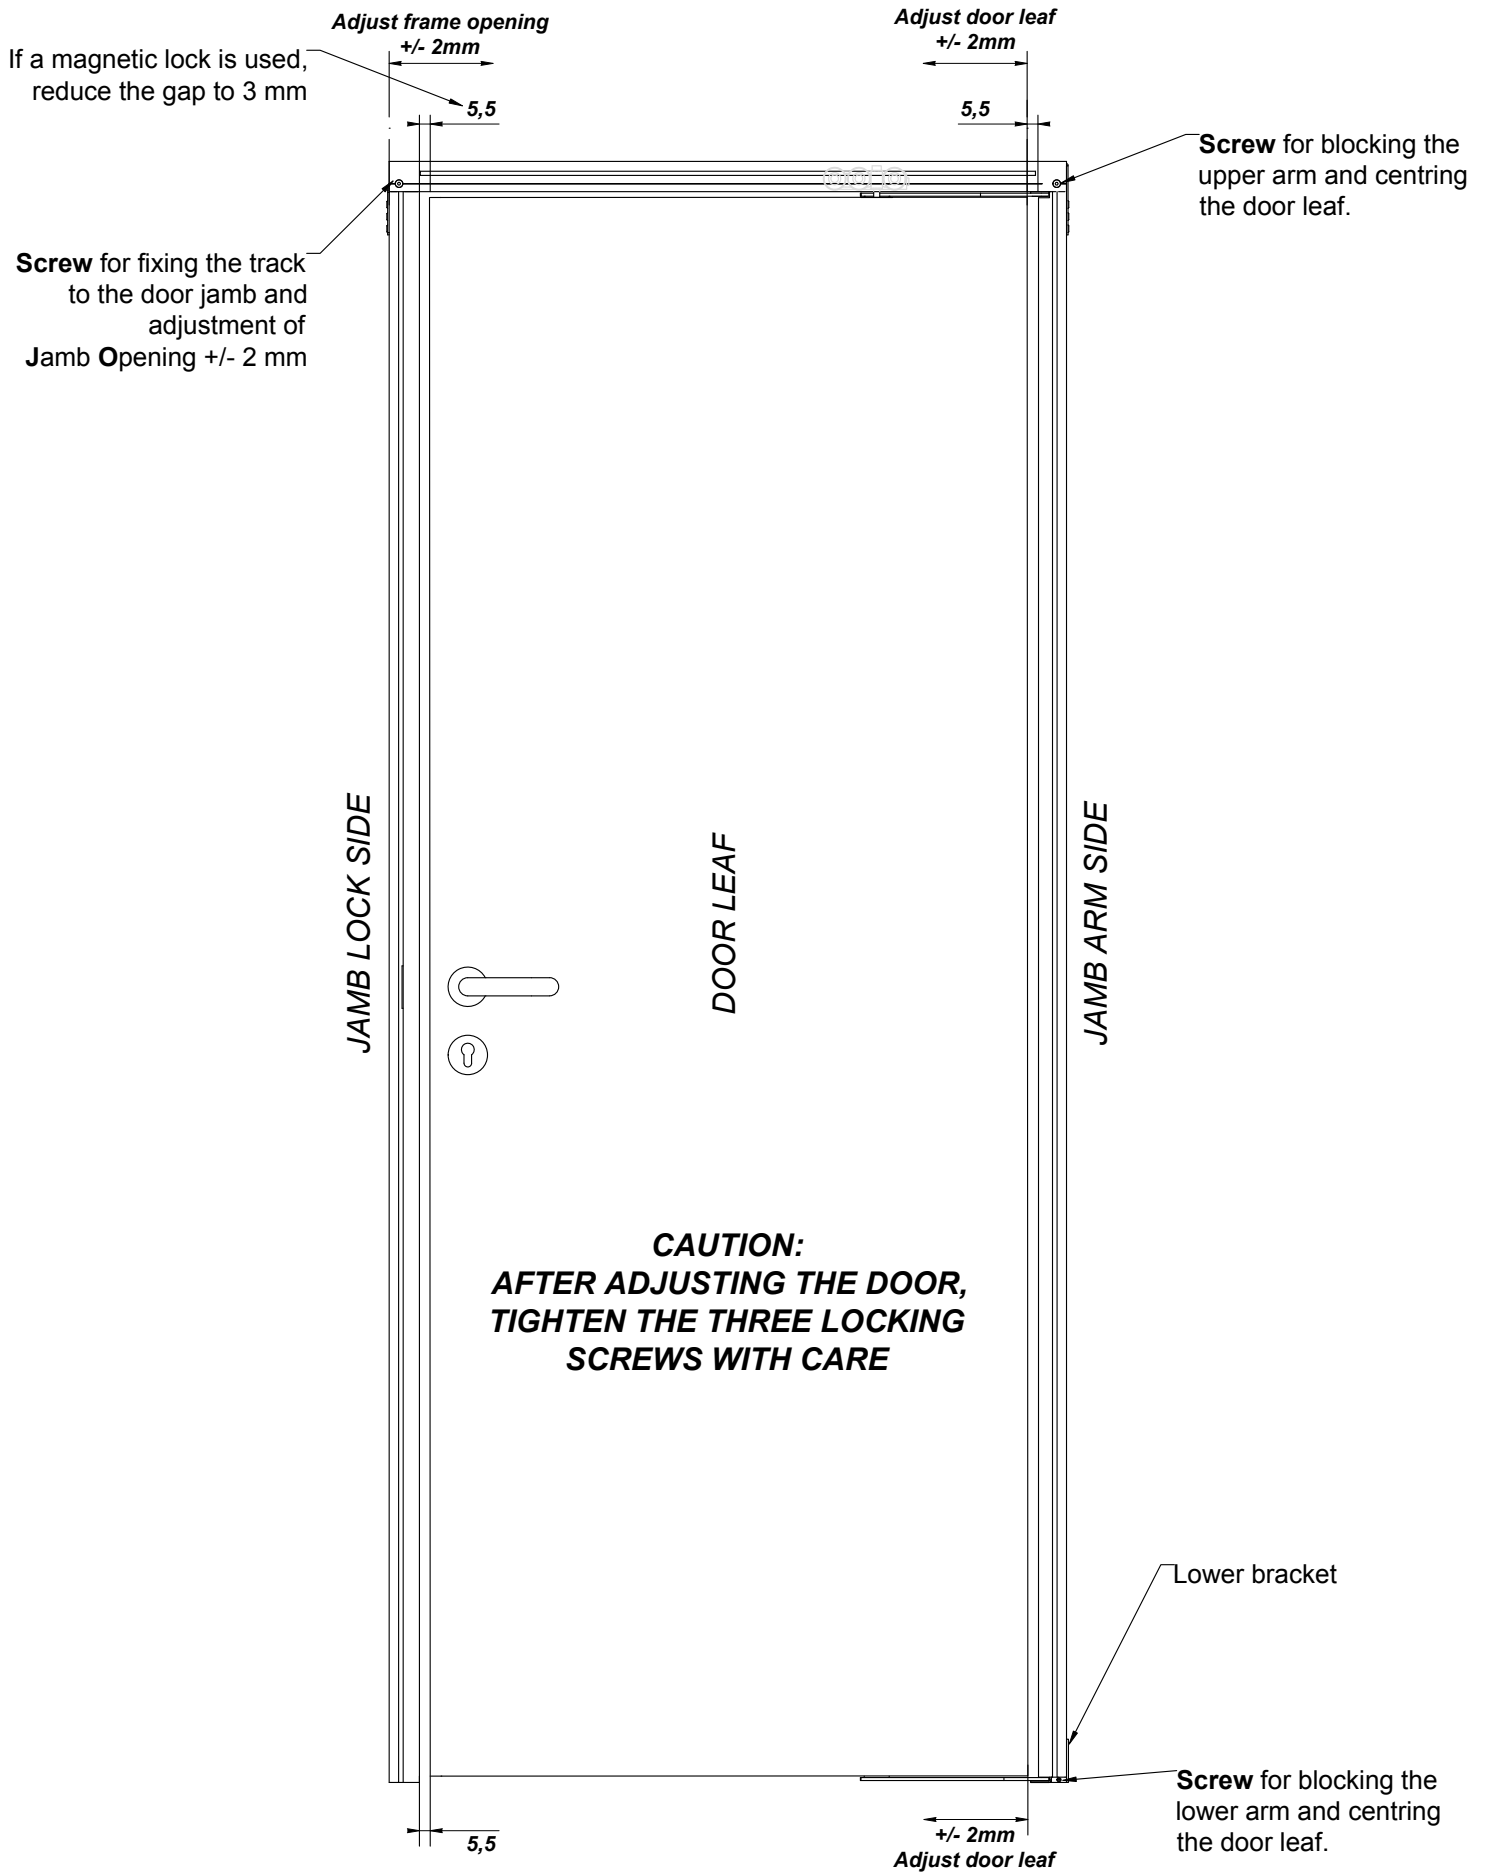 Adjust frame opening
+/- 2mm
Adjust door leaf
+/- 2mm
If a magnetic lock is used,
reduce the gap to 3 mm
5,5
5,5
Screw for blocking the
upper arm and centring
the door leaf.
Screw for fixing the track
to the door jamb and
adjustment of
Jamb Opening +/- 2 mm
JAMB LOCK SIDE
DOOR LEAF
JAMB ARM SIDE
CAUTION:
AFTER ADJUSTING THE DOOR,
TIGHTEN THE THREE LOCKING
SCREWS WITH CARE
Lower bracket
Screw for blocking the
lower arm and centring
the door leaf.
5,5
+/- 2mm
Adjust door leaf